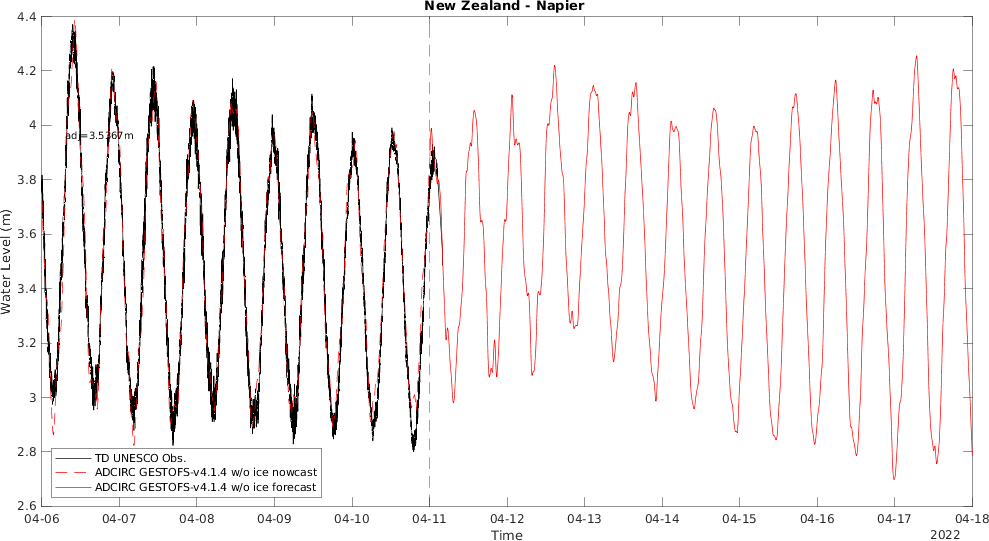 New Zealand - Napier
4.4
4.2
4
3.8
3.6
3.4
3.2
3
2.8
2.6
Water Level (m)
adj=3.5367m
TD UNESCO Obs.
ADCIRC GESTOFS-v4.1.4 w/o ice nowcast
ADCIRC GESTOFS-v4.1.4 w/o ice forecast
04-06 04-07 04-08 04-09 04-10 04-11 04-12 04-13 04-14 04-15 04-16 04-17 04-18
Time
2022